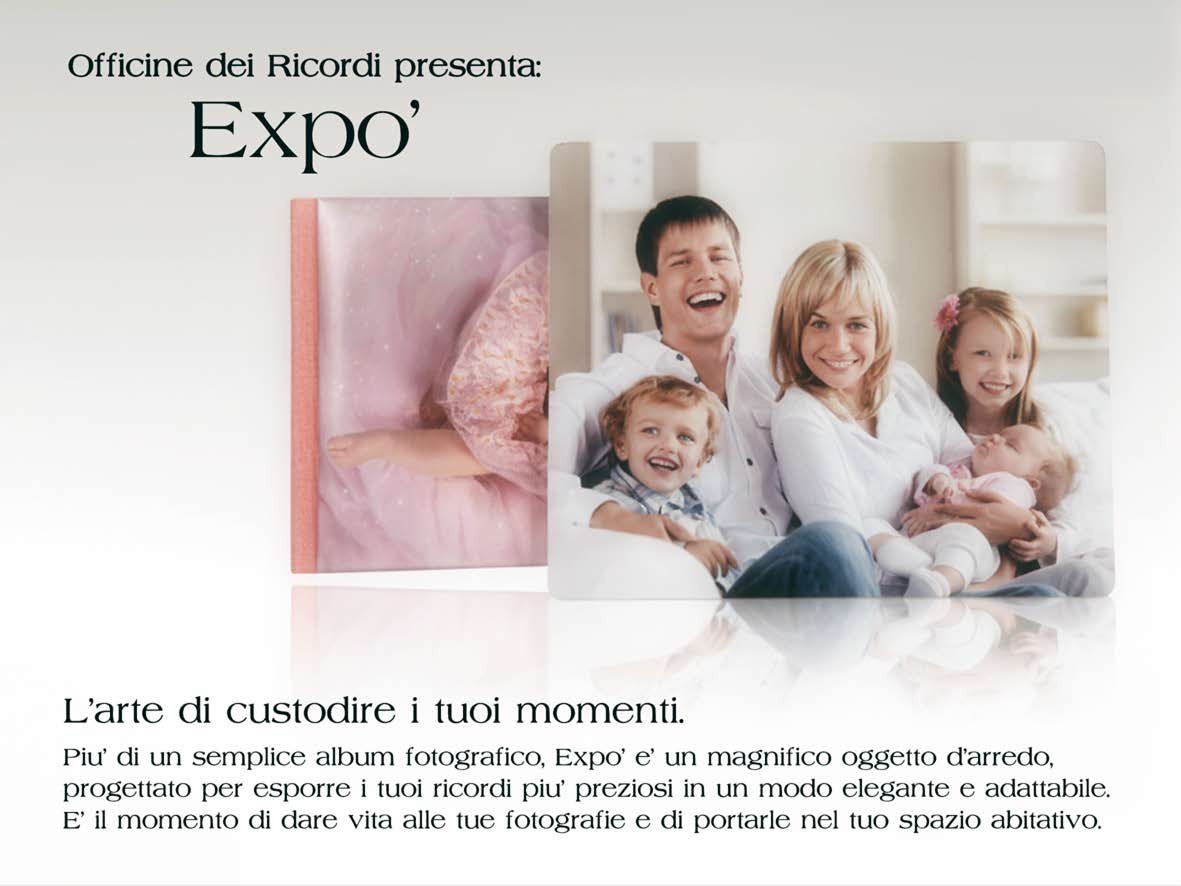 Officine dei Ricordi presenta:
Expo'
L'arte di custodire i tuoi momenti.
Piu' di un semplice album fotografico, Expo' e' un magnifico oggetto d'arredo,
progettato per esporre i tuoi ricordi piu' preziosi in un modo elegante e adattabile.
E' il momento di dare vita alle tue fotografie e di portarle nel tuo spazio abitativo.